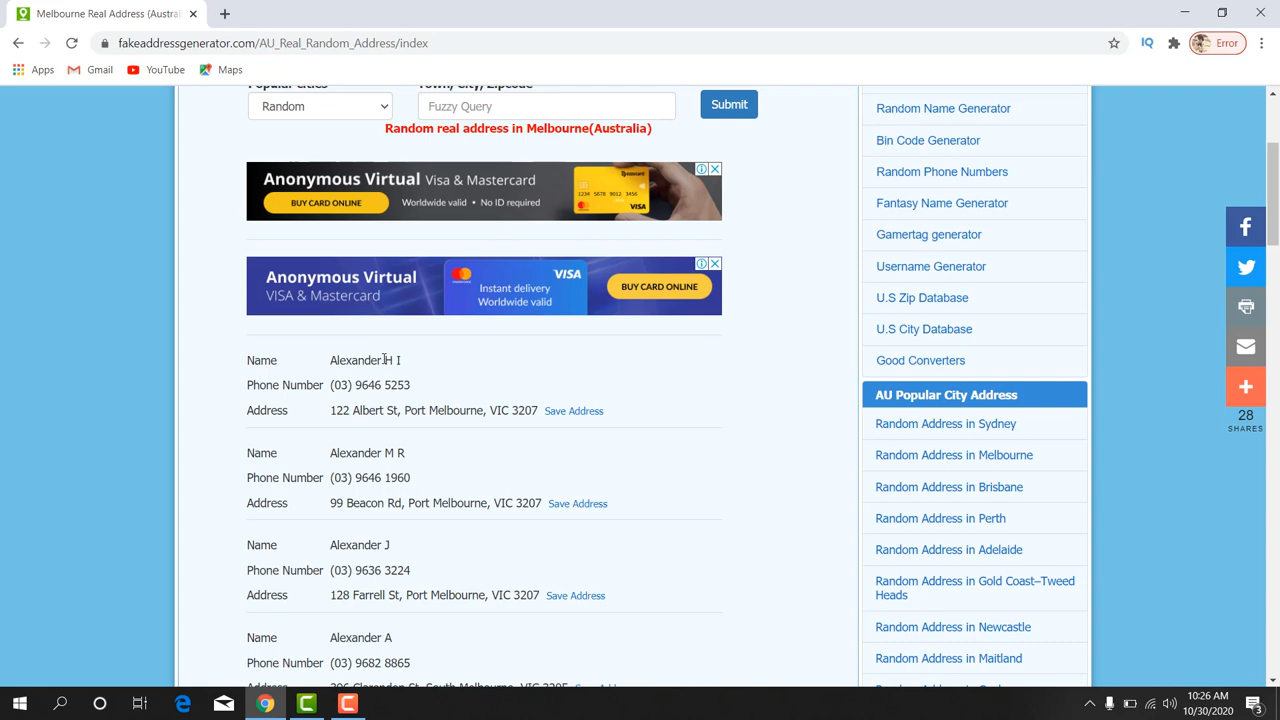 Melbourne Real Address (Austral
fakeaddressgenerator.com/AU_Real_Random_Address/index
Error
Apps
Gmail
YouTube
Maps
Random
Fuzzy Query
Submit
Random real address in Melbourne(Australia)
Anonymous Virtual Visa & Mastercard
BUY CARD ONLINE
Worldwide valid • No ID required
VISA
Anonymous Virtual
VISA & Mastercard
VISA
Instant delivery
Worldwide valid
BUY CARD ONLINE
Name Alexander H I
Phone Number (03) 9646 5253
Address 122 Albert St, Port Melbourne, VIC 3207 Save Address
Name Alexander M R
Phone Number (03) 9646 1960
Address 99 Beacon Rd, Port Melbourne, VIC 3207 Save Address
Name Alexander J
Phone Number (03) 9636 3224
Address 128 Farrell St, Port Melbourne, VIC 3207 Save Address
Name Alexander A
Phone Number (03) 9682 8865
Random Name Generator
Bin Code Generator
Random Phone Numbers
Fantasy Name Generator
Gamertag generator
Username Generator
U.S Zip Database
U.S City Database
Good Converters
AU Popular City Address
Random Address in Sydney
Random Address in Melbourne
Random Address in Brisbane
Random Address in Perth
Random Address in Adelaide
Random Address in Gold Coast–Tweed
Heads
Random Address in Newcastle
Random Address in Maitland
28
SHARES
10:26 AM
10/30/2020
3